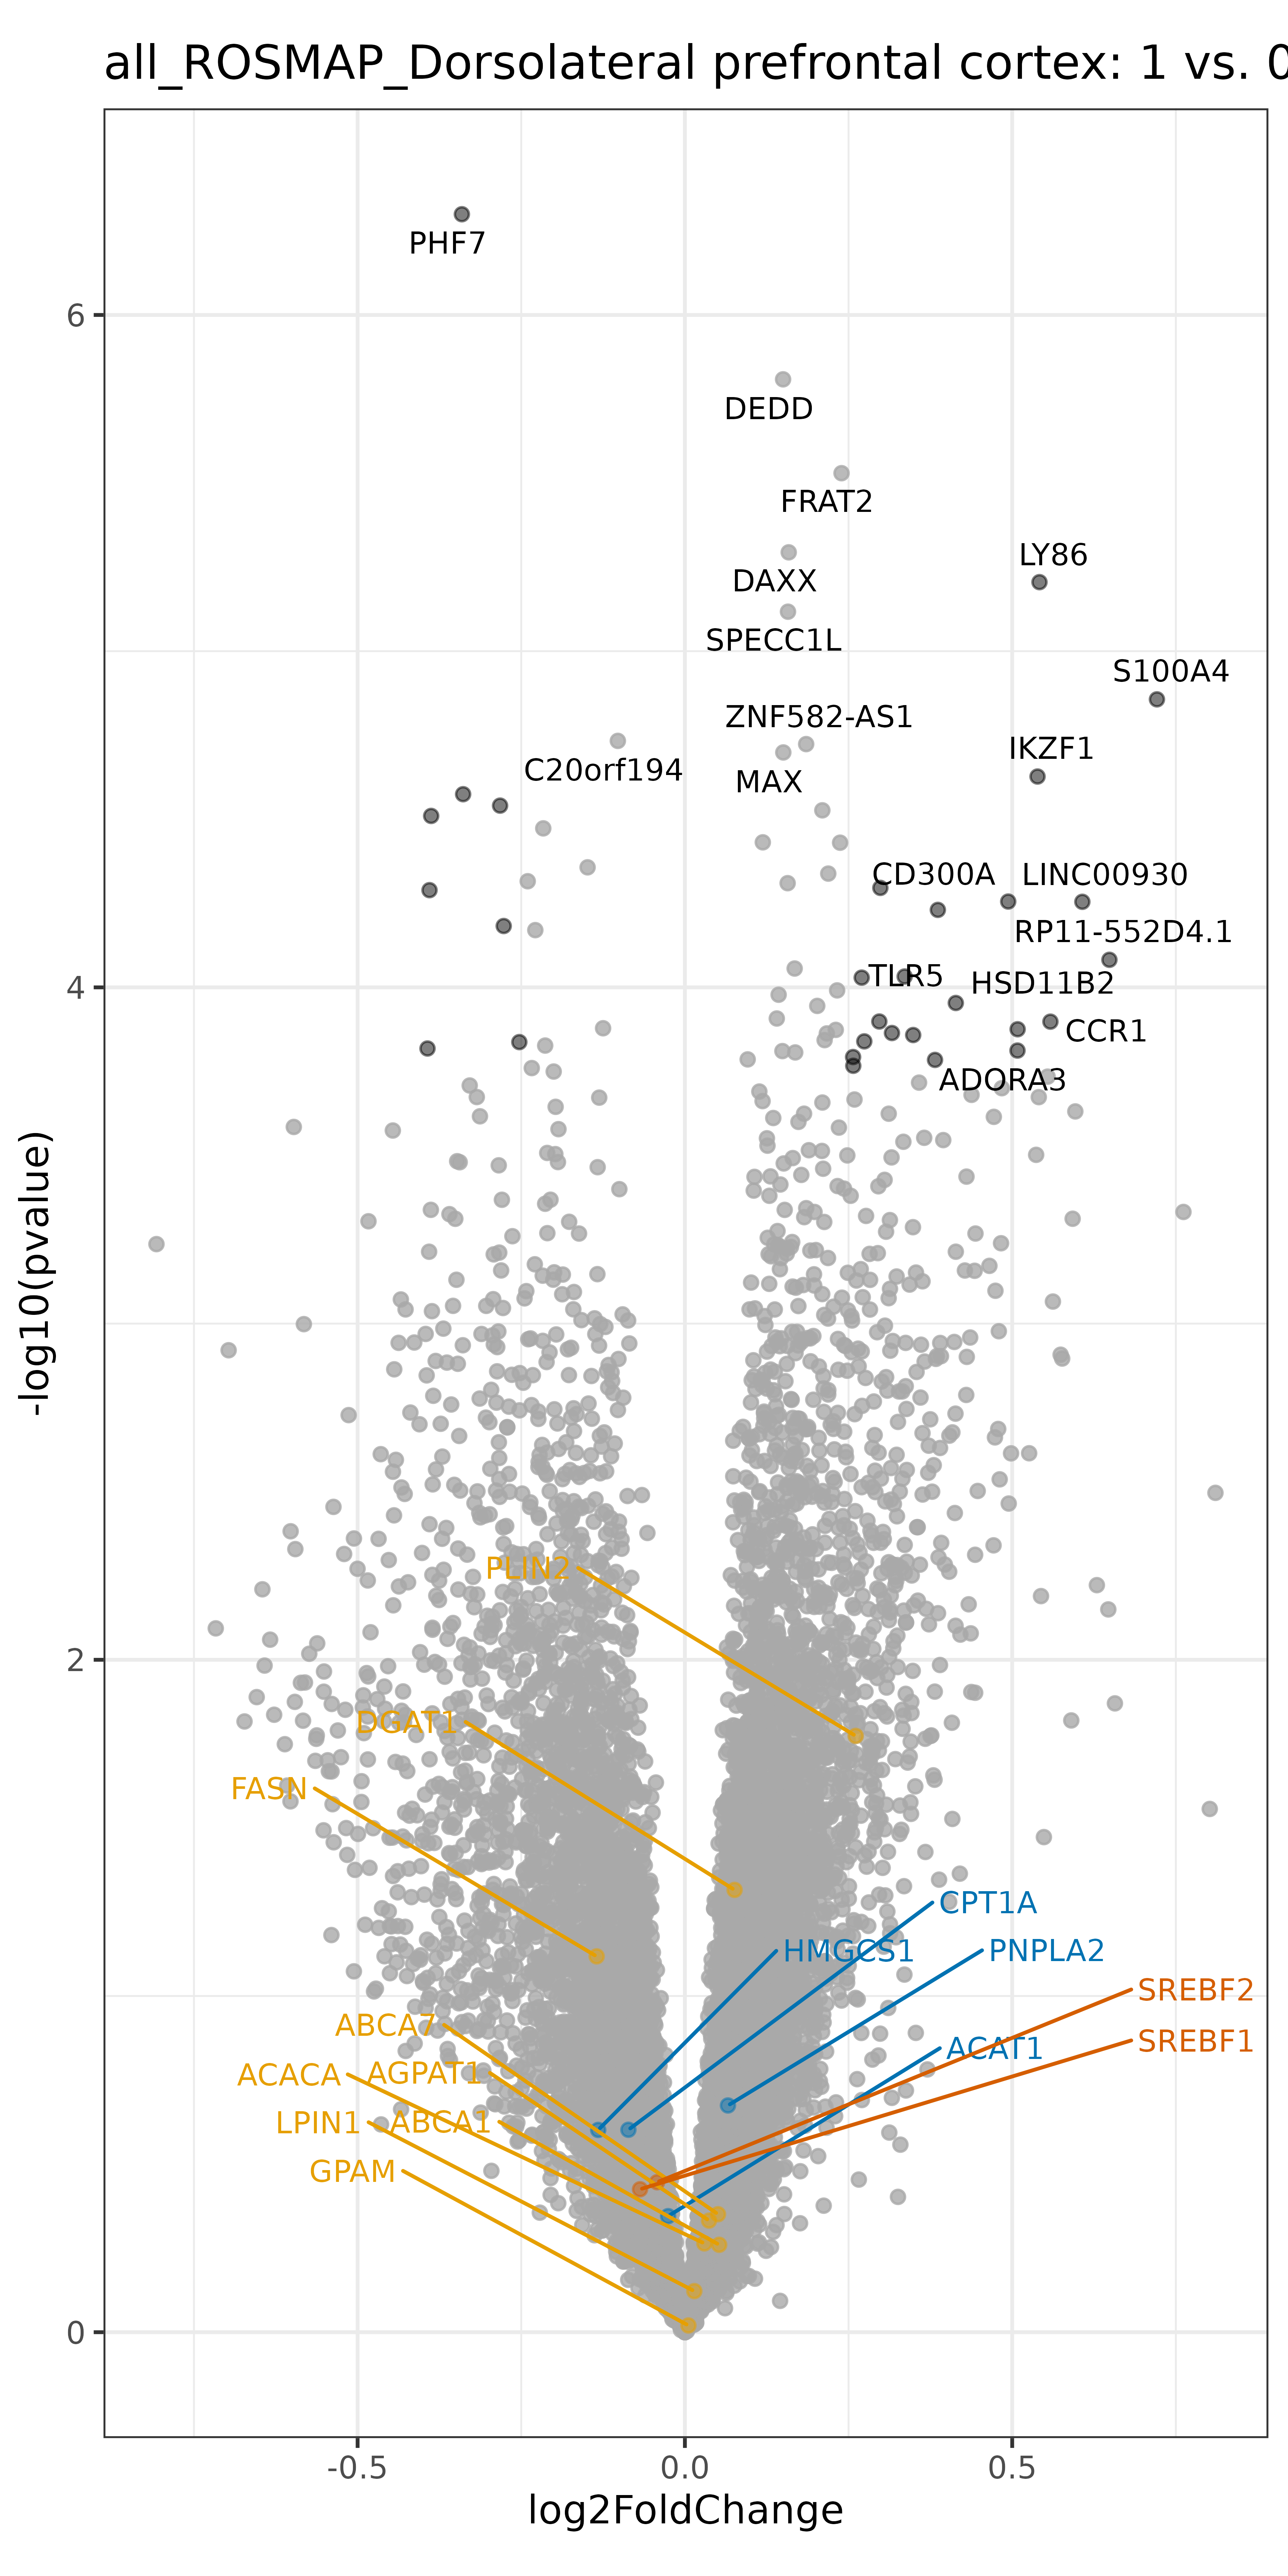 all_ROSMAP_Dorsolateral prefrontal cortex: 1 vs. 0
PHF7
6
DEDD
FRAT2
LY86
DAXX
SPECC1L
S100A4
ZNF582-AS1
IKZF1
C20orf194
MAX
CD300A
LINC00930
RP11-552D4.1
TLR5
HSD11B2
4
CCR1
ADORA3
-log10(pvalue)
PLIN2
2
DGAT1
FASN
CPT1A
HMGCS1
PNPLA2
SREBF2
ABCA7
SREBF1
ACAT1
ACACA
AGPAT1
LPIN1
ABCA1
GPAM
0
-0.5
0.0
0.5
log2FoldChange